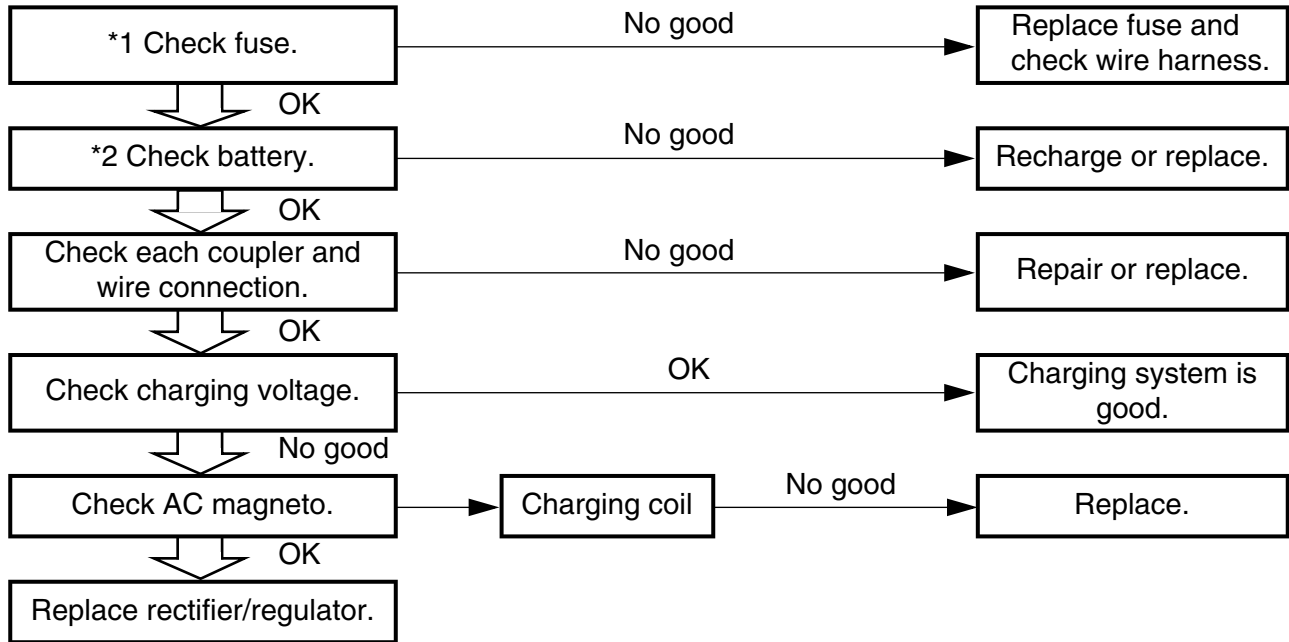 *1 Check fuse.
No good
Replace fuse and
check wire harness.
OK
*2 Check battery.
No good
Recharge or replace.
OK
Check each coupler and
wire connection.
No good
Repair or replace.
OK
Check charging voltage.
OK
Charging system is
good.
No good
Check AC magneto.
Charging coil
No good
Replace.
OK
Replace rectifier/regulator.